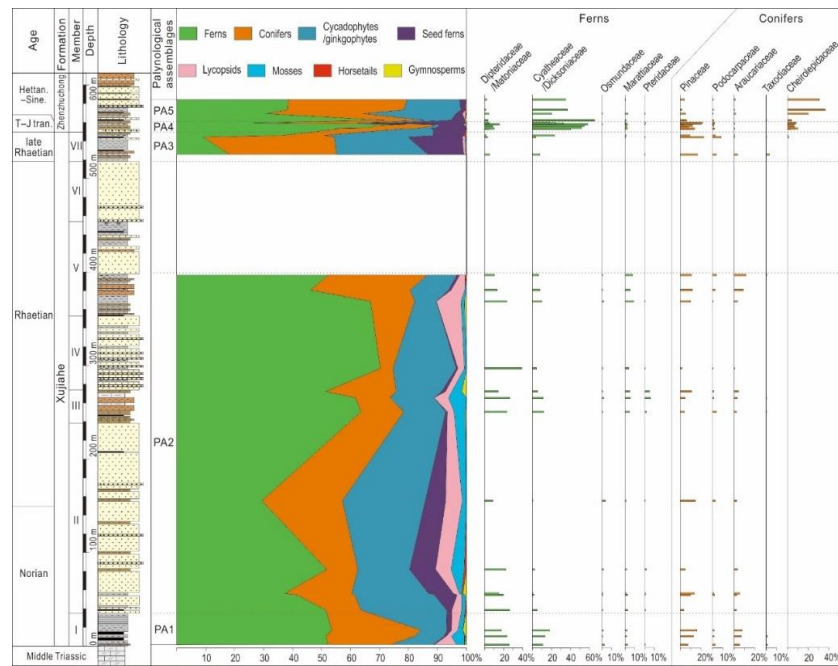 Age
Formation
Member
Depth
Lithology
Palynological assemblages
Ferns
Conifers
Cycadophytes /ginkgophytes
Seed ferns
Lycopsids
Mosses
Horsetails
Gymnosperms
Ferns
Conifers
Dipteridaceae /Matoniaceae
Cyatheaceae /Dicksoniaceae
Osmundaceae
Marattiaceae
Pteridaceae
Pinaceae
Podocarpaceae
Araucariaceae
Taxodiaceae
Cheirolepidaceae
Hettan. -Sine.
T–J tran.
late Rhaetian
Rhaetian
Norian
Middle Triassic
Zhenzhuchong
Xujiahe
VII
VI
V
IV
III
II
I
600 m
500 m
400 m
300 m
200 m
100 m
0 m
PA5
PA4
PA3
PA2
PA1
10 20 30 40 50 60 70 80 90 100%
20 40% 20 40 60% 10% 10% 10% 20% 10% 20% 10% 20 40%